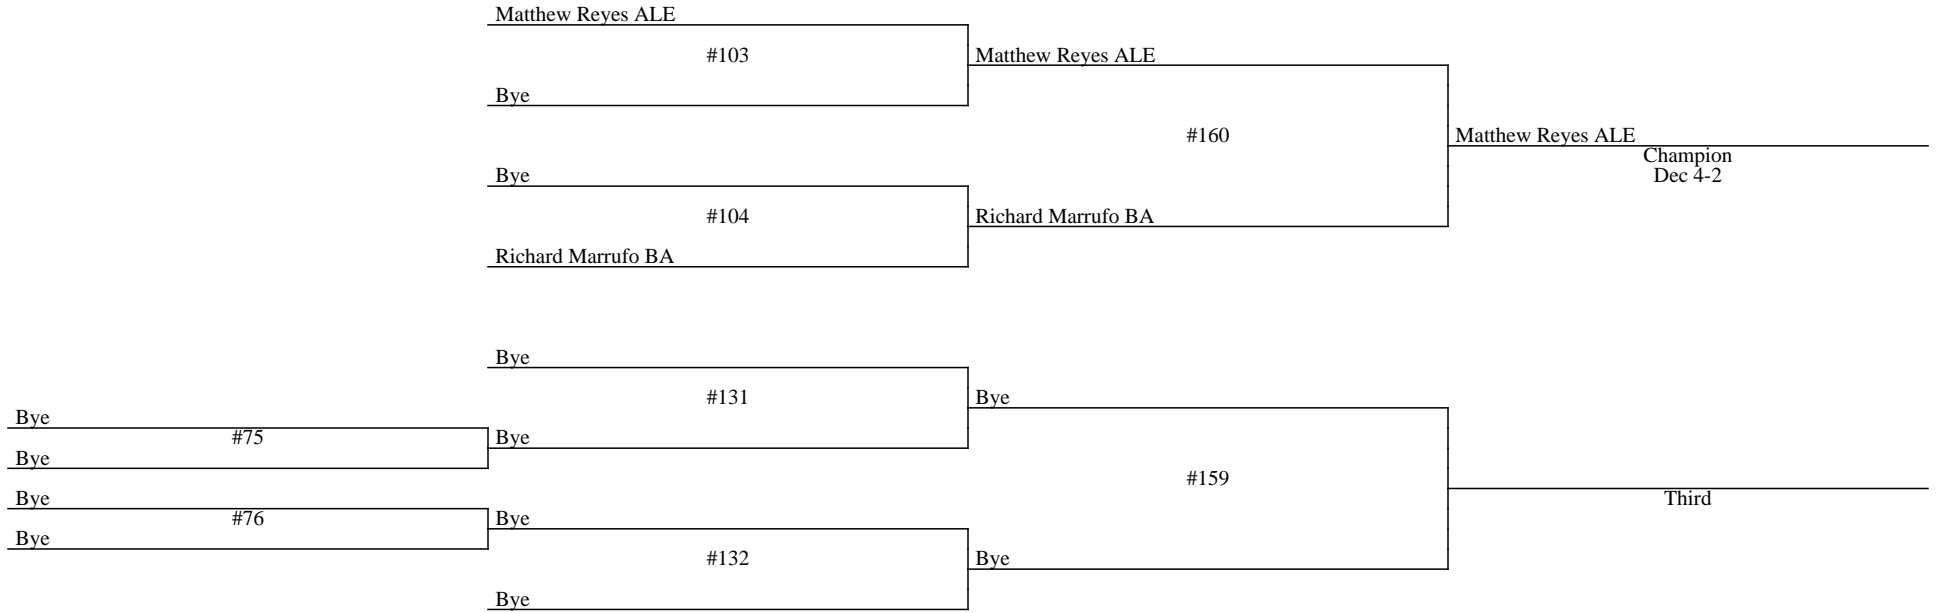 Matthew Reyes ALE
#103
Matthew Reyes ALE
Bye
#160
Matthew Reyes ALE
Champion
Dec 4-2
Bye
#104
Richard Marrufo BA
Richard Marrufo BA
Bye
#131
Bye
Bye
#75
Bye
Bye
#159
Bye
Third
#76
Bye
Bye
#132
Bye
Bye